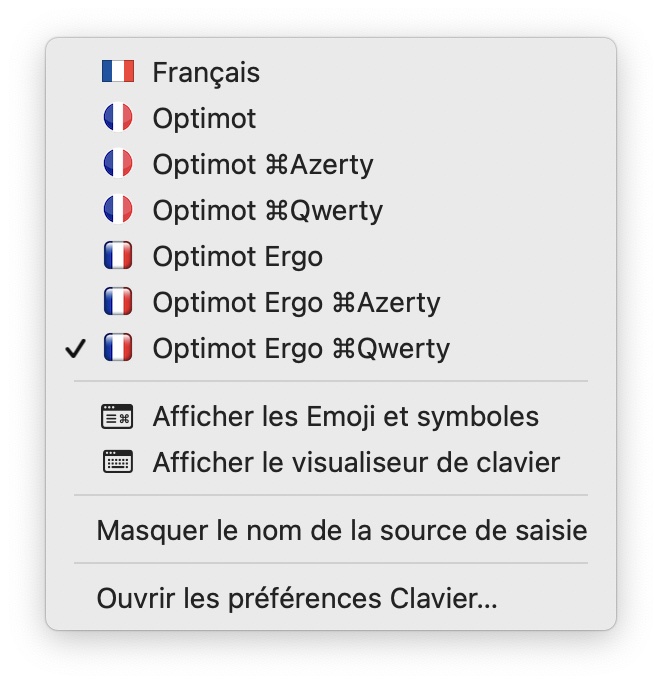 Français
Optimot
Optimot ⌘Azerty
Optimot ⌘Qwerty
Optimot Ergo
Optimot Ergo ⌘Azerty
Optimot Ergo ⌘Qwerty
Afficher les Emoji et symboles
Afficher le visualiseur de clavier
Masquer le nom de la source de saisie
Ouvrir les préférences Clavier...